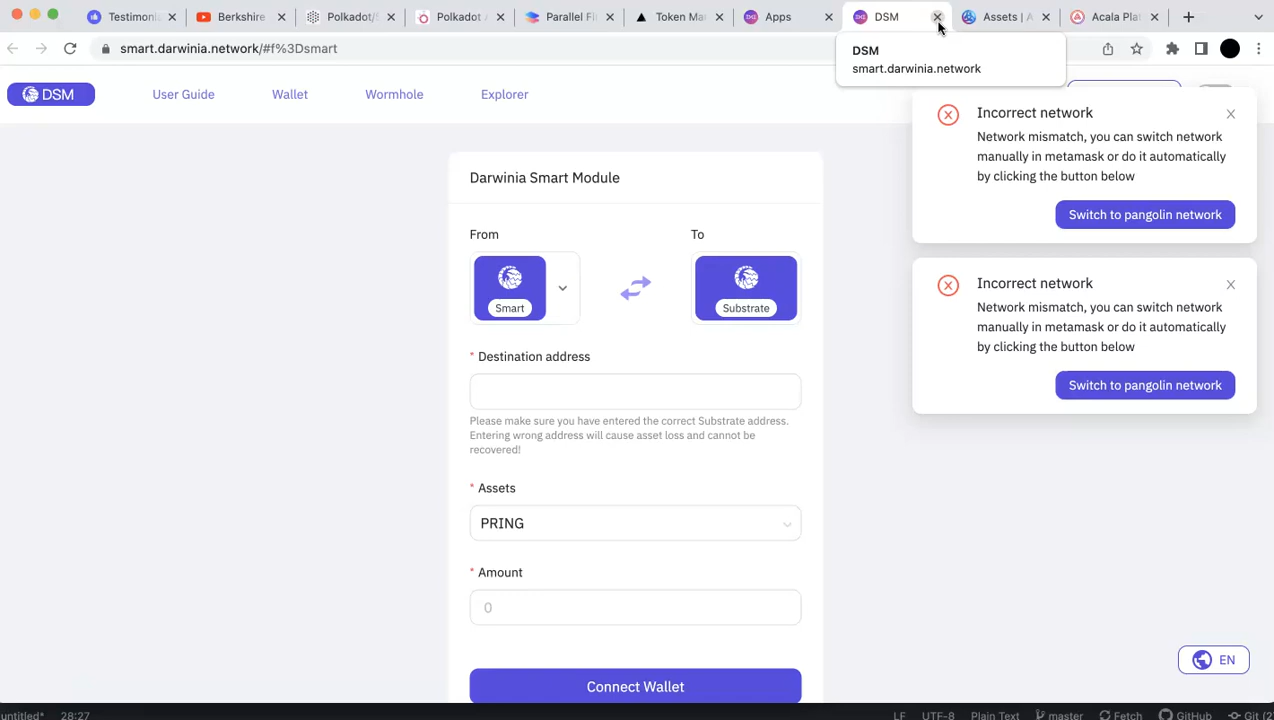 Testimoni
Berkshire
Polkadot/
Polkadot
Parallel Fi
Token Ma
Apps
DSM
Assets | A
Acala Pla
smart.darwinia.network/#f%3Dsmart
DSM
smart.darwinia.network
DSM
User Guide
Wallet
Wormhole
Explorer
Incorrect network
Network mismatch, you can switch network
manually in metamask or do it automatically
by clicking the button below
Switch to pangolin network
Incorrect network
Network mismatch, you can switch network
manually in metamask or do it automatically
by clicking the button below
Switch to pangolin network
Darwinia Smart Module
From
To
Smart
Substrate
* Destination address
Please make sure you have entered the correct Substrate address.
Entering wrong address will cause asset loss and cannot be
recovered!
* Assets
PRING
* Amount
0
Connect Wallet
EN
untitled*
28:27
LF
UTF-8
Plain Text
master
Fetch
GitHub
Git (2